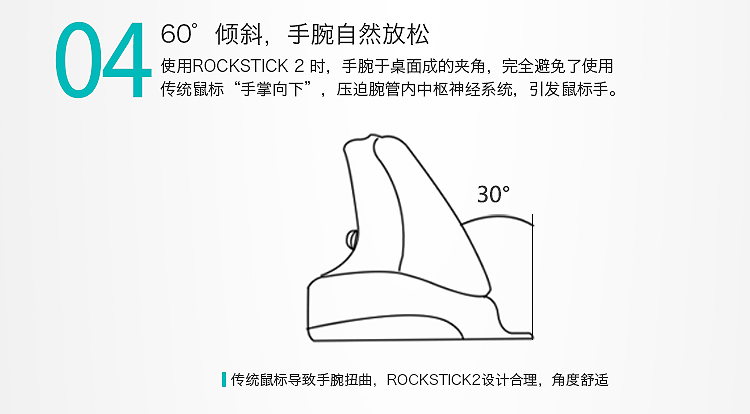 04
60° 倾斜，手腕自然放松
使用ROCKSTICK 2 时，手腕于桌面成的夹角，完全避免了使用
传统鼠标“手掌向下”，压迫腕管内中枢神经系统，引发鼠标手。
30°
传统鼠标导致手腕扭曲，ROCKSTICK2设计合理，角度舒适